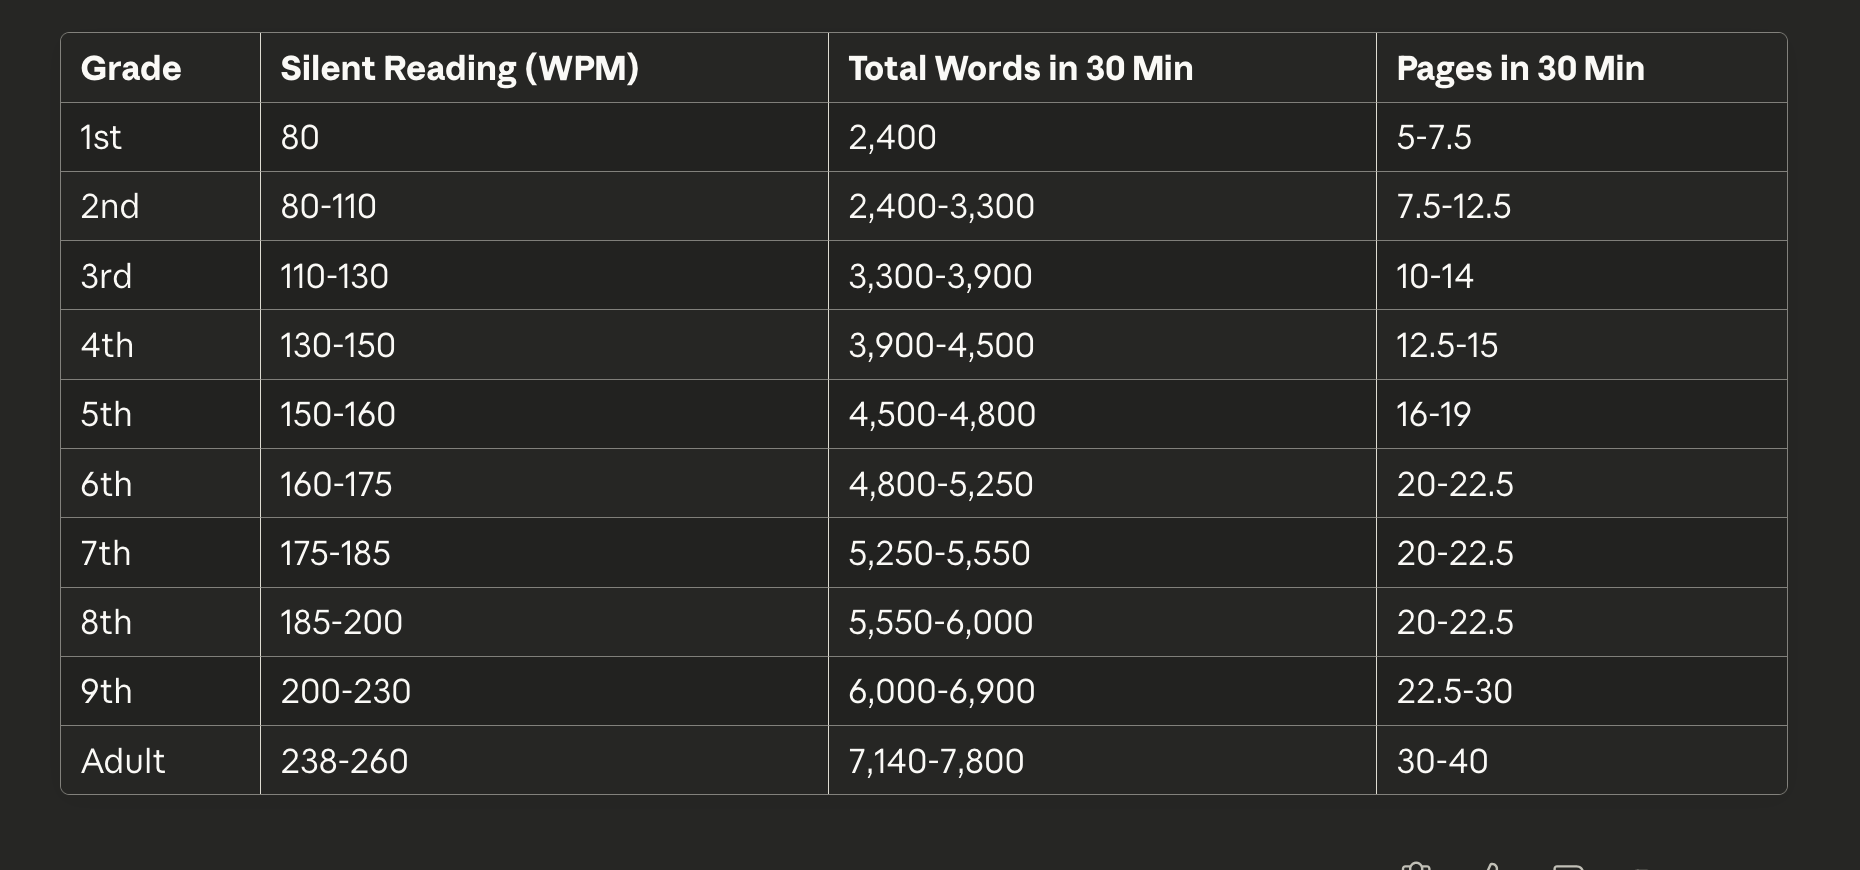 Grade Silent Reading (WPM) Total Words in 30 Min Pages in 30 Min
1st 80 2,400 5-7.5
2nd 80-110 2,400-3,300 7.5-12.5
3rd 110-130 3,300-3,900 10-14
4th 130-150 3,900-4,500 12.5-15
5th 150-160 4,500-4,800 16-19
6th 160-175 4,800-5,250 20-22.5
7th 175-185 5,250-5,550 20-22.5
8th 185-200 5,550-6,000 20-22.5
9th 200-230 6,000-6,900 22.5-30
Adult 238-260 7,140-7,800 30-40